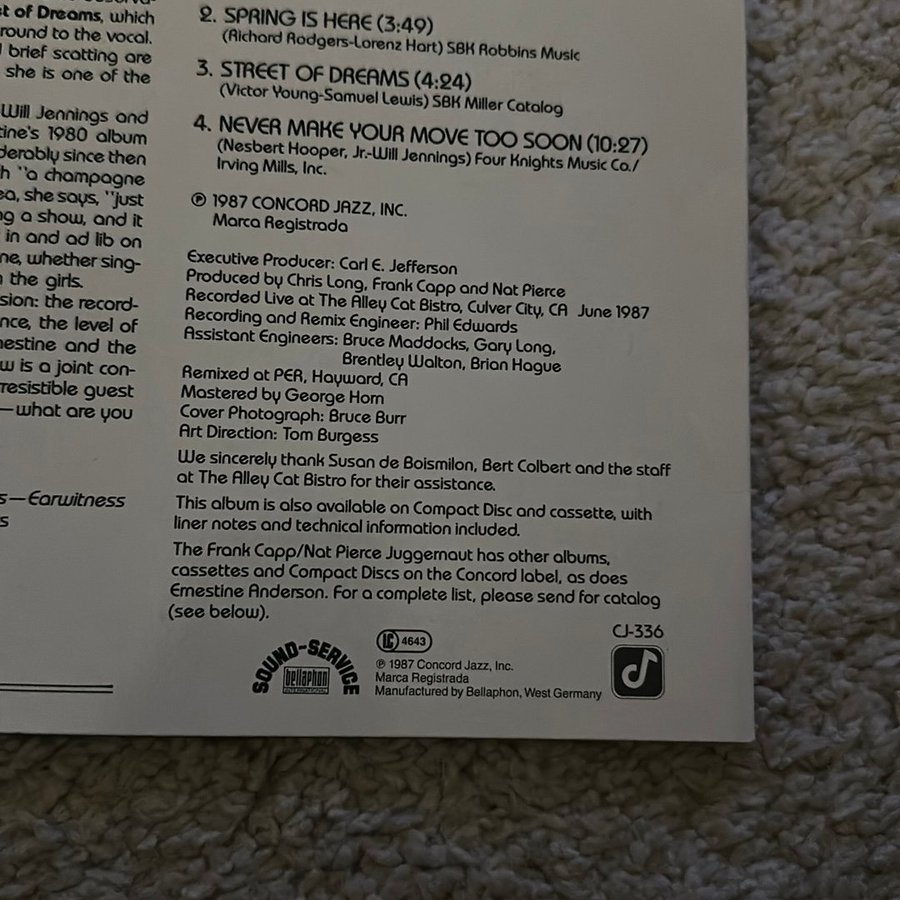 t of Dreams, which
round to the vocal.
brief scatting are
she is one of the
Will Jennings and
tine's 1980 album
derably since then
h "a champagne
ea, she says, "just
ng a show, and it
in and ad lib on
ne, whether sing-
the girls.
sion: the record-
nce, the level of
nestine and the
w is a joint con-
rresistible guest
—what are you
s—Earwitness
s
2. SPRING IS HERE (3:49)
(Richard Rodgers-Lorenz Hart) SBK Robbins Music
3. STREET OF DREAMS (4:24)
(Victor Young-Samuel Lewis) SBK Miller Catalog
4. NEVER MAKE YOUR MOVE TOO SOON (10:27)
(Nesbert Hooper, Jr.-Will Jennings) Four Knights Music Co./
Irving Mills, Inc.
℗ 1987 CONCORD JAZZ, INC.
Marca Registrada
Executive Producer: Carl E. Jefferson
Produced by Chris Long, Frank Capp and Nat Pierce
Recorded Live at The Alley Cat Bistro, Culver City, CA June 1987
Recording and Remix Engineer: Phil Edwards
Assistant Engineers: Bruce Maddocks, Gary Long,
Brentley Walton, Brian Hague
Remixed at PER, Hayward, CA
Mastered by George Horn
Cover Photograph: Bruce Burr
Art Direction: Tom Burgess
We sincerely thank Susan de Boismilon, Bert Colbert and the staff
at The Alley Cat Bistro for their assistance.
This album is also available on Compact Disc and cassette, with
liner notes and technical information included.
The Frank Capp/Nat Pierce Juggernaut has other albums,
cassettes and Compact Discs on the Concord label, as does
Ernestine Anderson. For a complete list, please send for catalog
(see below).
CJ-336
SOUND-SERVICE
bellaphon
LC 4643
℗ 1987 Concord Jazz, Inc.
Marca Registrada
Manufactured by Bellaphon, West Germany